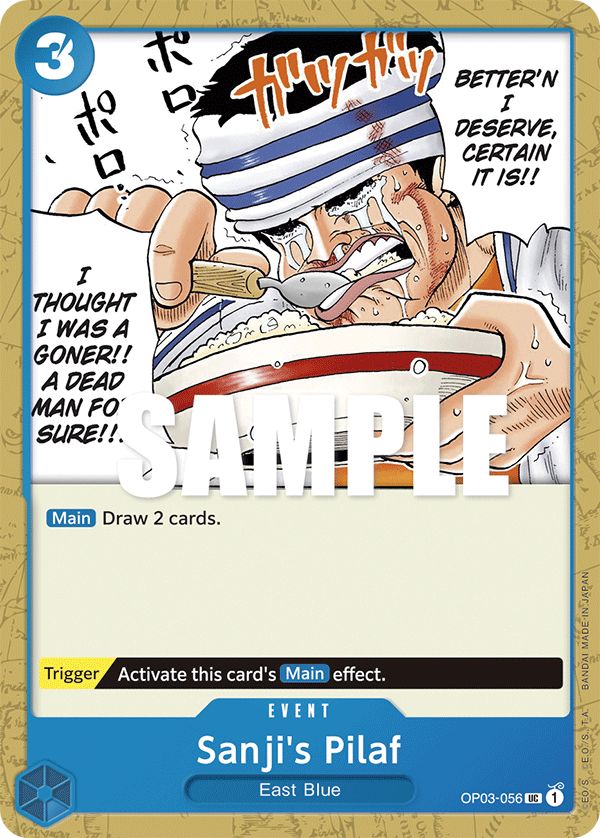 3
ポロ
ポロ
ガツガツ
BETTER'N
I
DESERVE,
CERTAIN
IT IS!!
I
THOUGHT
I WAS A
GONER!!
A DEAD
MAN FOR
SURE!!
SAMPLE
Main Draw 2 cards.
Trigger Activate this card's Main effect.
EVENT
Sanji's Pilaf
East Blue
OP03-056 UC 1
©E.O./S. ©E.O./S.,T.A. BANDAI MADE IN JAPAN